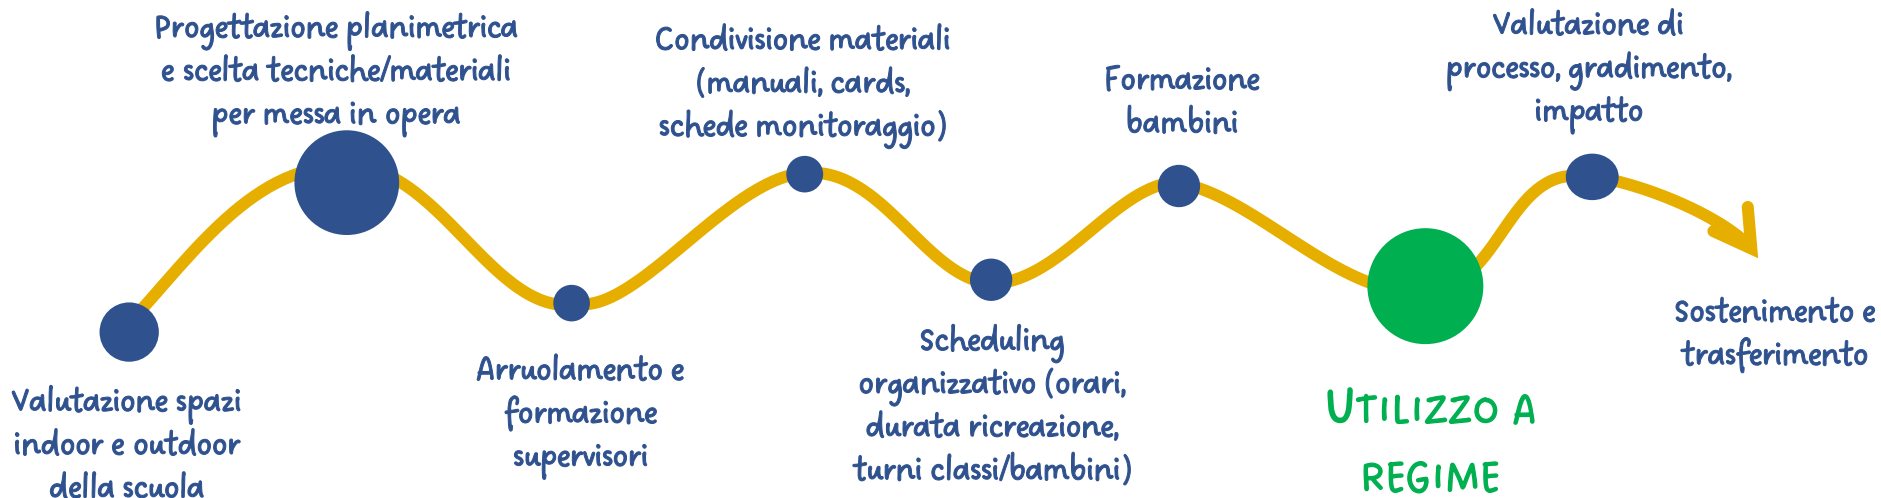 Progettazione planimetrica
e scelta tecniche/materiali
per messa in opera
Condivisione materiali
(manuali, cards,
schede monitoraggio)
Formazione
bambini
Valutazione di
processo, gradimento,
impatto
Valutazione spazi
indoor e outdoor
della scuola
Arruolamento e
formazione
supervisori
Scheduling
organizzativo (orari,
durata ricreazione,
turni classi/bambini)
UTILIZZO A
REGIME
Sostenimento e
trasferimento